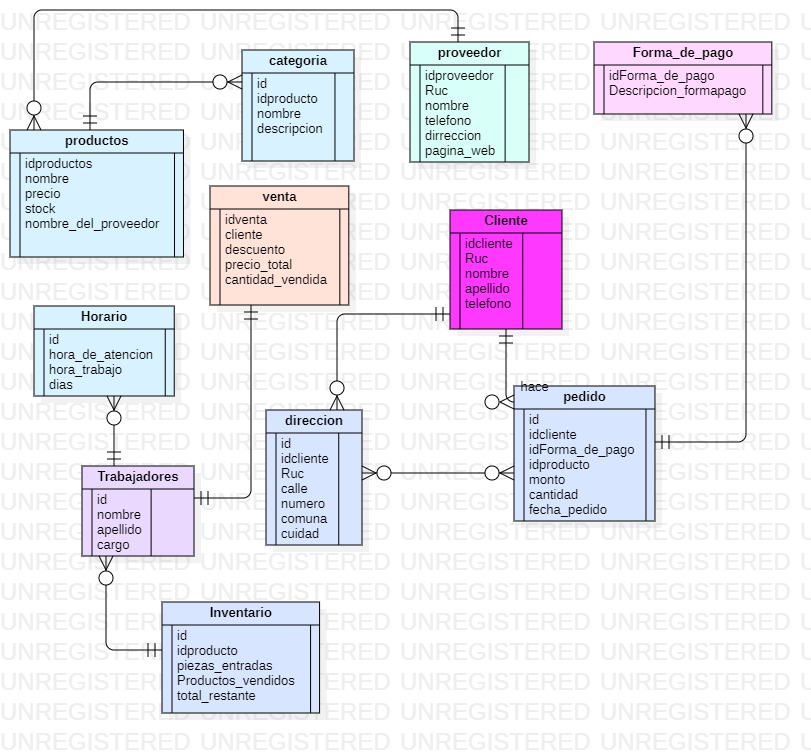 categoria
id
idproducto
nombre
descripcion
proveedor
idproveedor
Ruc
nombre
telefono
dirreccion
pagina_web
Forma_de_pago
idForma_de_pago
Descripcion_formapago
productos
idproductos
nombre
precio
stock
nombre_del_proveedor
venta
idventa
cliente
descuento
precio_total
cantidad_vendida
Cliente
idcliente
Ruc
nombre
apellido
telefono
Horario
id
hora_de_atencion
hora_trabajo
dias
hace
direccion
id
idcliente
Ruc
calle
numero
comuna
cuidad
pedido
id
idcliente
idForma_de_pago
idproducto
monto
cantidad
fecha_pedido
Trabajadores
id
nombre
apellido
cargo
Inventario
id
idproducto
piezas_entradas
Productos_vendidos
total_restante
UNREGISTERED